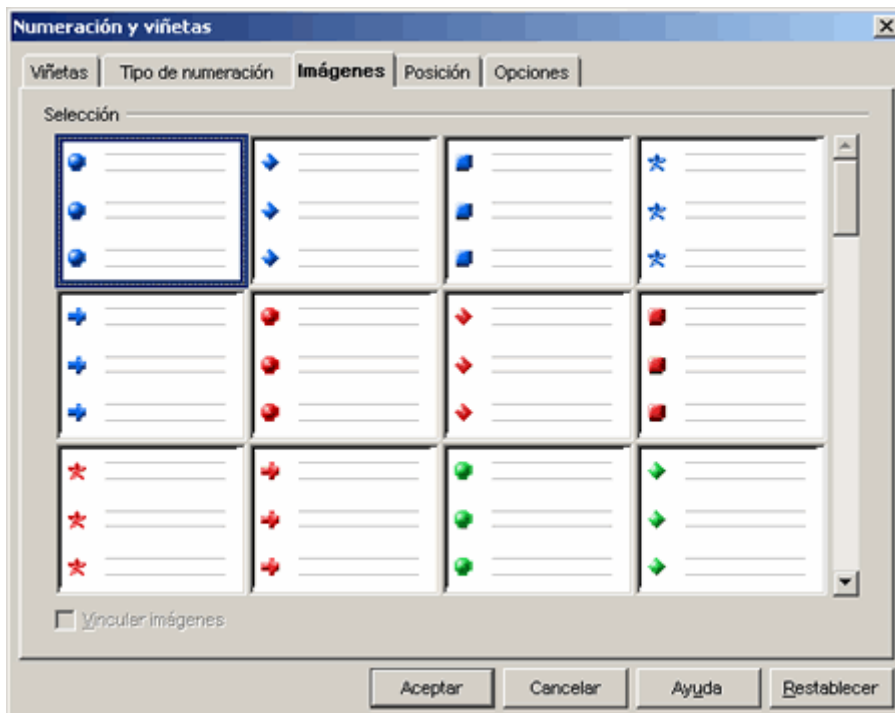 Numeración y viñetas
Viñetas Tipo de numeración Imágenes Posición Opciones
Selección
Vincular imágenes
Aceptar Cancelar Ayuda Restablecer